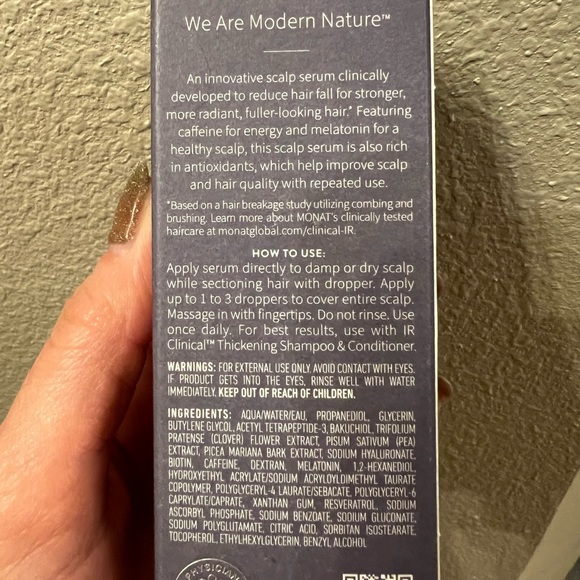 We Are Modern Nature™
An innovative scalp serum clinically
developed to reduce hair fall for stronger,
more radiant, fuller-looking hair.* Featuring
caffeine for energy and melatonin for a
healthy scalp, this scalp serum is also rich
in antioxidants, which help improve scalp
and hair quality with repeated use.
*Based on a hair breakage study utilizing combing and
brushing. Learn more about MONAT's clinically tested
haircare at monatglobal.com/clinical-IR.
HOW TO USE:
Apply serum directly to damp or dry scalp
while sectioning hair with dropper. Apply
up to 1 to 3 droppers to cover entire scalp.
Massage in with fingertips. Do not rinse. Use
once daily. For best results, use with IR
Clinical™ Thickening Shampoo & Conditioner.
WARNINGS: FOR EXTERNAL USE ONLY. AVOID CONTACT WITH EYES.
IF PRODUCT GETS INTO THE EYES, RINSE WELL WITH WATER
IMMEDIATELY. KEEP OUT OF REACH OF CHILDREN.
INGREDIENTS: AQUA/WATER/EAU, PROPANEDIOL, GLYCERIN,
BUTYLENE GLYCOL, ACETYL TETRAPEPTIDE-3, BAKUCHIOL, TRIFOLIUM
PRATENSE (CLOVER) FLOWER EXTRACT, PISUM SATIVUM (PEA)
EXTRACT, PICEA MARIANA BARK EXTRACT, SODIUM HYALURONATE,
BIOTIN, CAFFEINE, DEXTRAN, MELATONIN, 1,2-HEXANEDIOL,
HYDROXYETHYL ACRYLATE/SODIUM ACRYLOYLDIMETHYL TAURATE
COPOLYMER, POLYGLYCERYL-4 LAURATE/SEBACATE, POLYGLYCERYL-6
CAPRYLATE/CAPRATE, XANTHAN GUM, RESVERATROL, SODIUM
ASCORBYL PHOSPHATE, SODIUM BENZOATE, SODIUM GLUCONATE,
SODIUM POLYGLUTAMATE, CITRIC ACID, SORBITAN ISOSTEARATE,
TOCOPHEROL, ETHYLHEXYLGLYCERIN, BENZYL ALCOHOL
PHYSICIAN